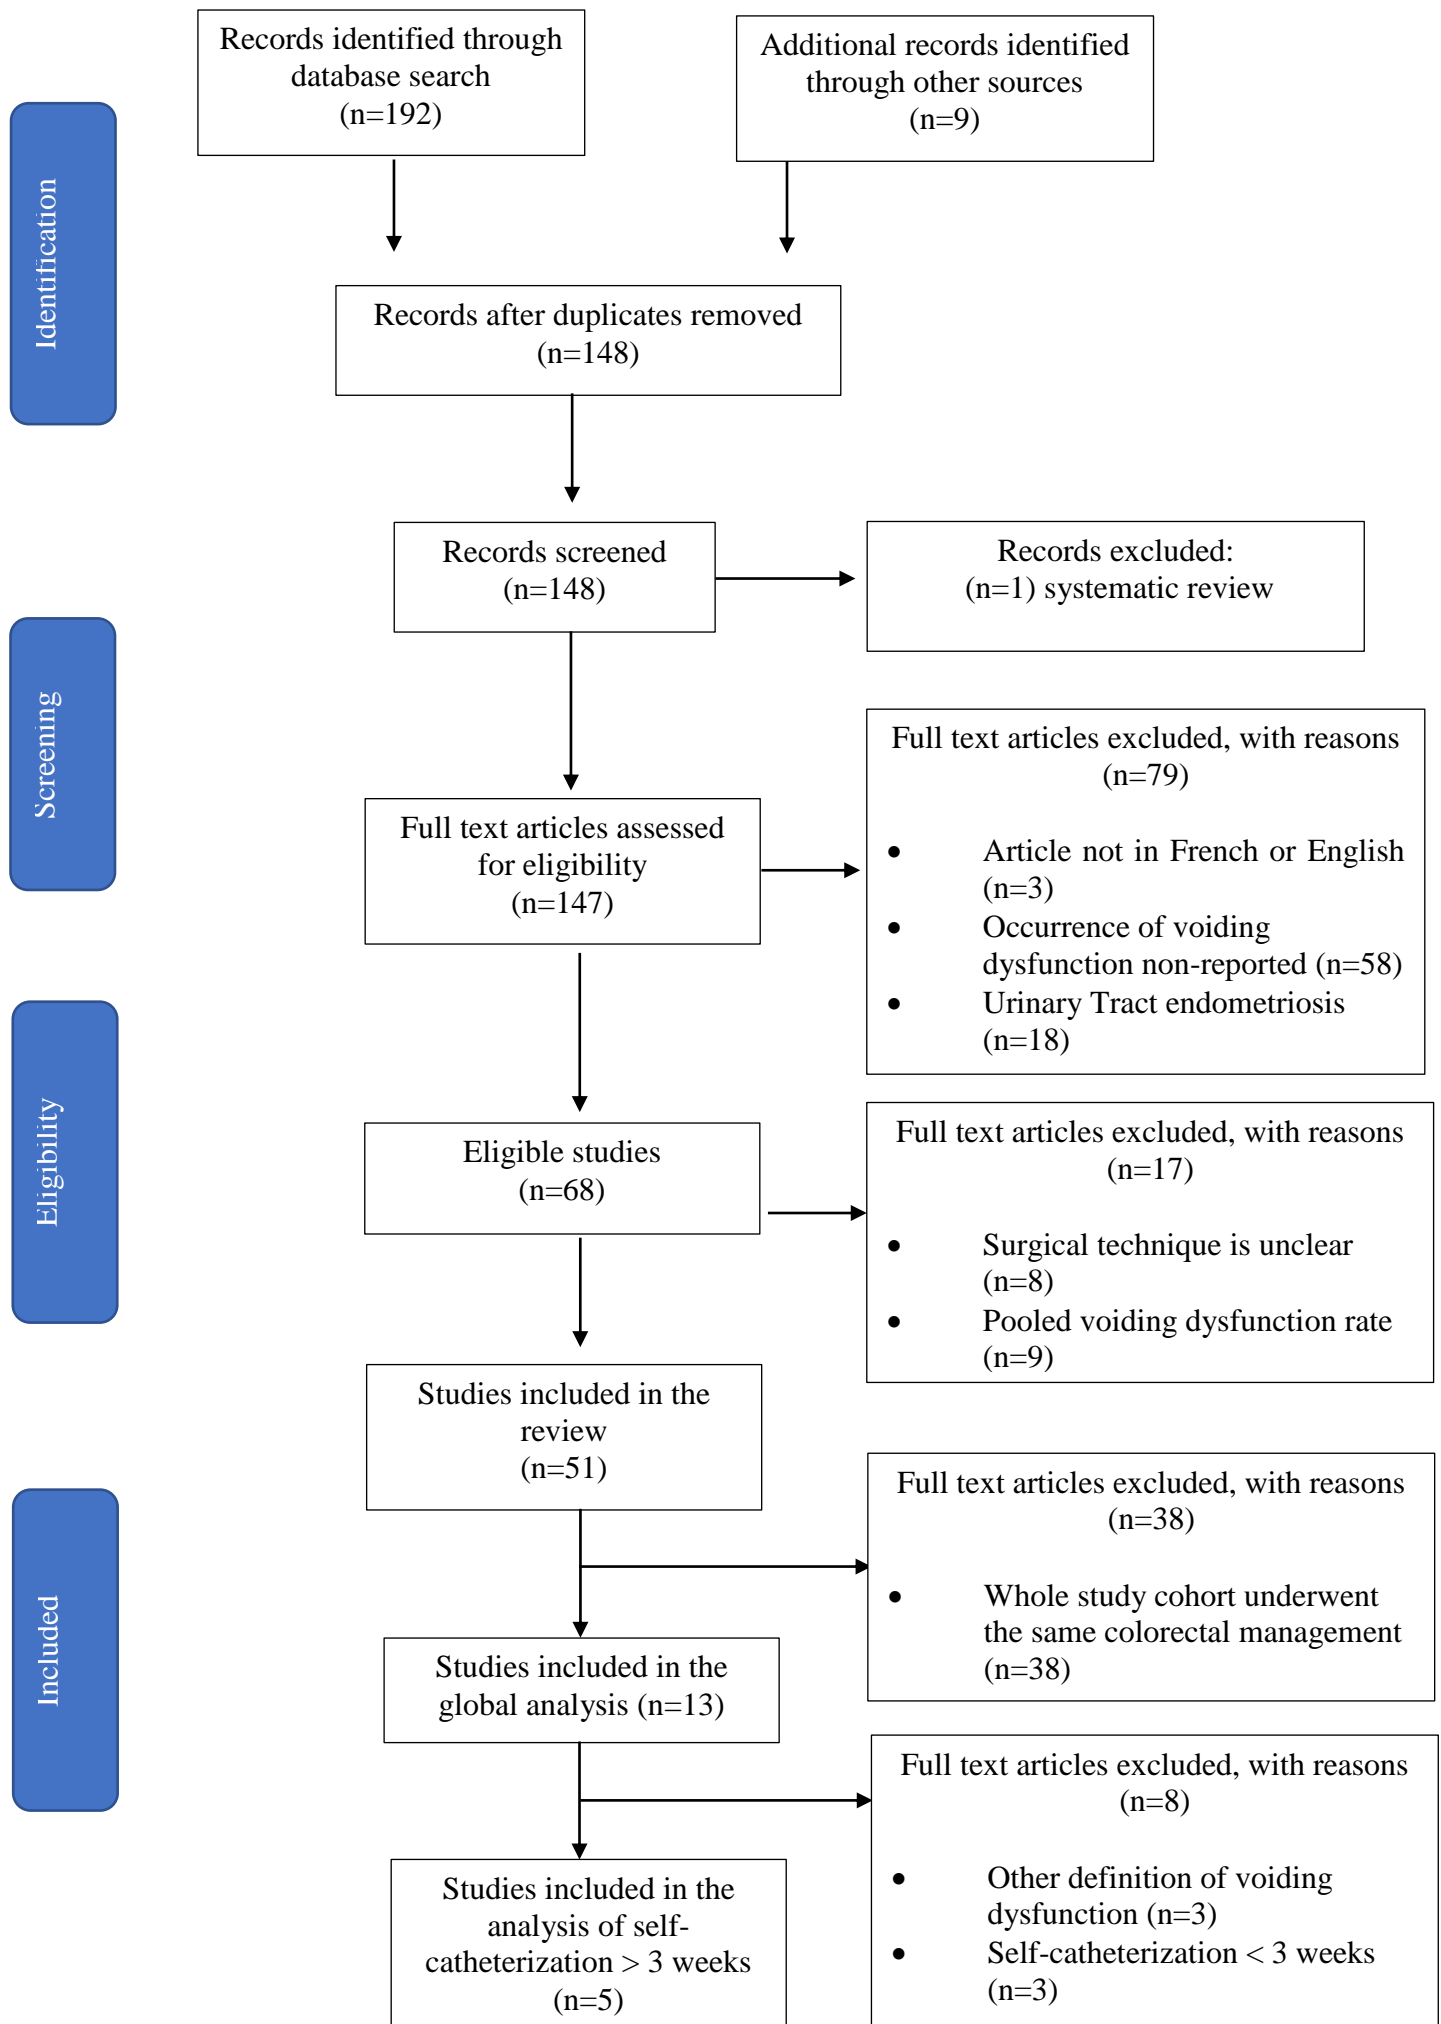 Records identified through
database search
(n=192)
Additional records identified
through other sources
(n=9)
Identification
Records after duplicates removed
(n=148)
Records screened
(n=148)
Records excluded:
(n=1) systematic review
Screening
Full text articles assessed
for eligibility
(n=147)
Full text articles excluded, with reasons
(n=79)
• Article not in French or English
(n=3)
• Occurrence of voiding
dysfunction non-reported (n=58)
• Urinary Tract endometriosis
(n=18)
Eligibility
Eligible studies
(n=68)
Full text articles excluded, with reasons
(n=17)
• Surgical technique is unclear
(n=8)
• Pooled voiding dysfunction rate
(n=9)
Studies included in the
review
(n=51)
Full text articles excluded, with reasons
(n=38)
• Whole study cohort underwent
the same colorectal management
(n=38)
Included
Studies included in the
global analysis (n=13)
Full text articles excluded, with reasons
(n=8)
• Other definition of voiding
dysfunction (n=3)
• Self-catheterization < 3 weeks
(n=3)
Studies included in the
analysis of self-
catheterization > 3 weeks
(n=5)